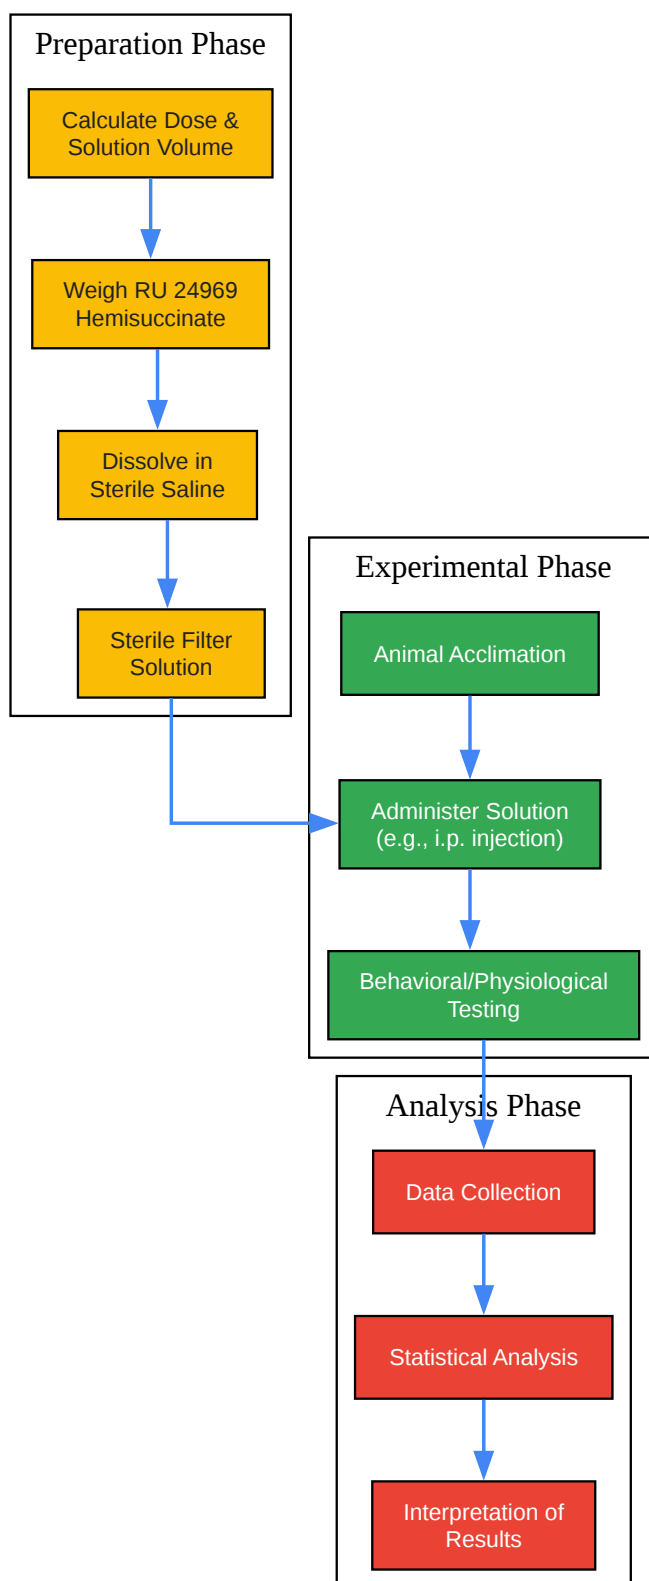 Preparation Phase
Calculate Dose &
Solution Volume
Weigh RU 24969
Hemisuccinate
Dissolve in
Sterile Saline
Sterile Filter
Solution
Experimental Phase
Animal Acclimation
Administer Solution
(e.g., i.p. injection)
Behavioral/Physiological
Testing
Analysis Phase
Data Collection
Statistical Analysis
Interpretation of
Results